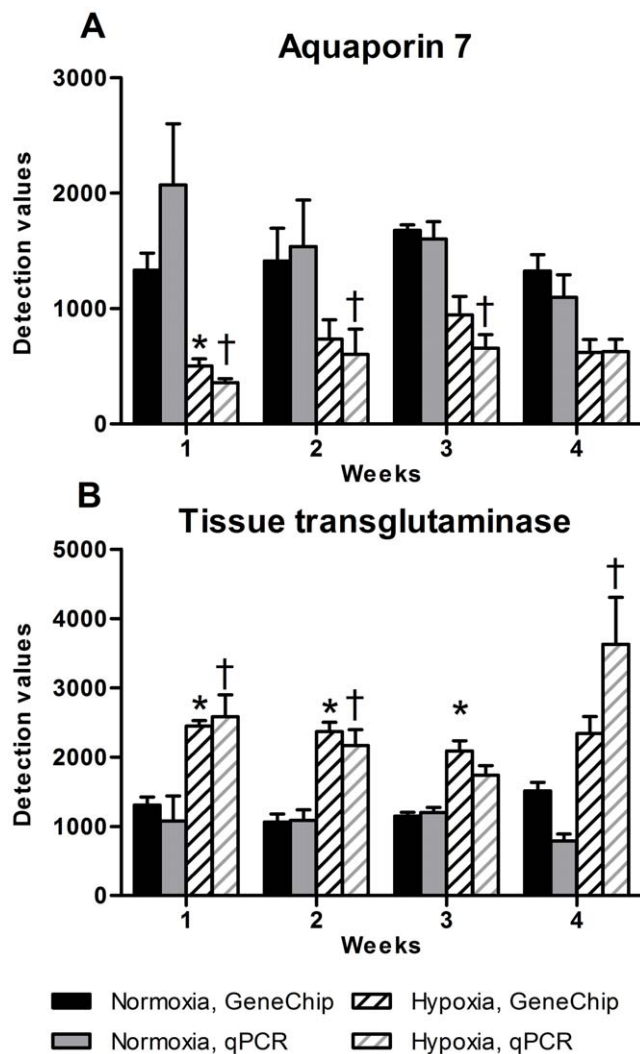 A
Aquaporin 7
3000
2000
1000
0
Detection values
* † † †
1 2 3 4
Weeks
B
Tissue transglutaminase
5000
4000
3000
2000
1000
0
Detection values
* † * † * †
1 2 3 4
Weeks
Normoxia, GeneChip Hypoxia, GeneChip
Normoxia, qPCR Hypoxia, qPCR